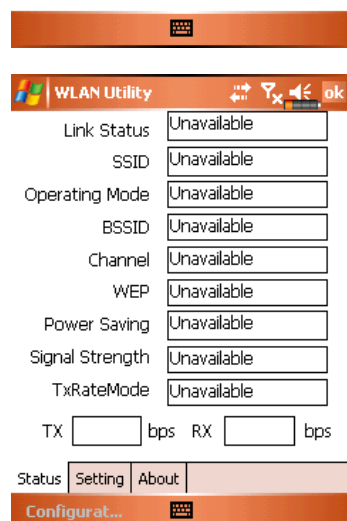 WLAN Utility ok
Link Status Unavailable
SSID Unavailable
Operating Mode Unavailable
BSSID Unavailable
Channel Unavailable
WEP Unavailable
Power Saving Unavailable
Signal Strength Unavailable
TxRateMode Unavailable
TX bps RX bps
Status Setting About
Configurat...